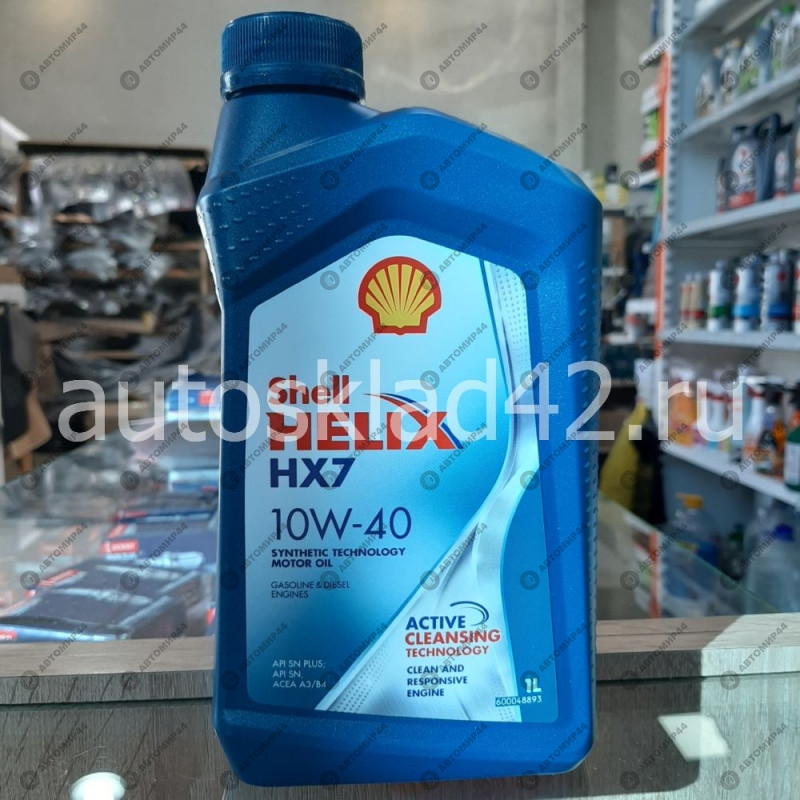 Shell
HELIX
HX7
10W-40
SYNTHETIC TECHNOLOGY
MOTOR OIL
GASOLINE & DIESEL
ENGINES
API SN PLUS;
API SN;
ACEA A3/B4
ACTIVE
CLEANSING
TECHNOLOGY
CLEAN AND
RESPONSIVE
ENGINE
1L
600048893
autosklad42.ru
АВТОМИР44